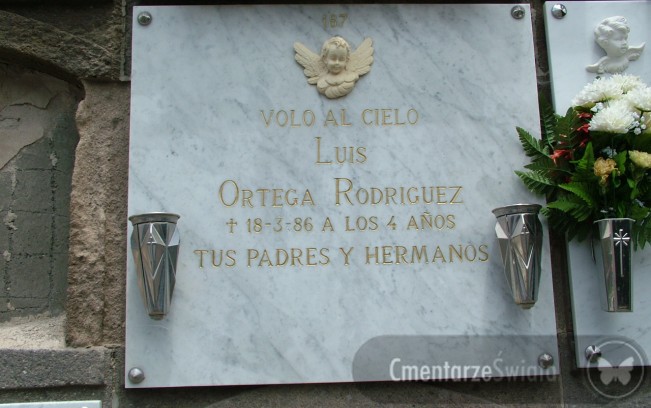 187
VOLO AL CIELO
LUIS
ORTEGA RODRIGUEZ
† 18-3-86 A LOS 4 AÑOS
TUS PADRES Y HERMANOS
CmentarzeŚwiata